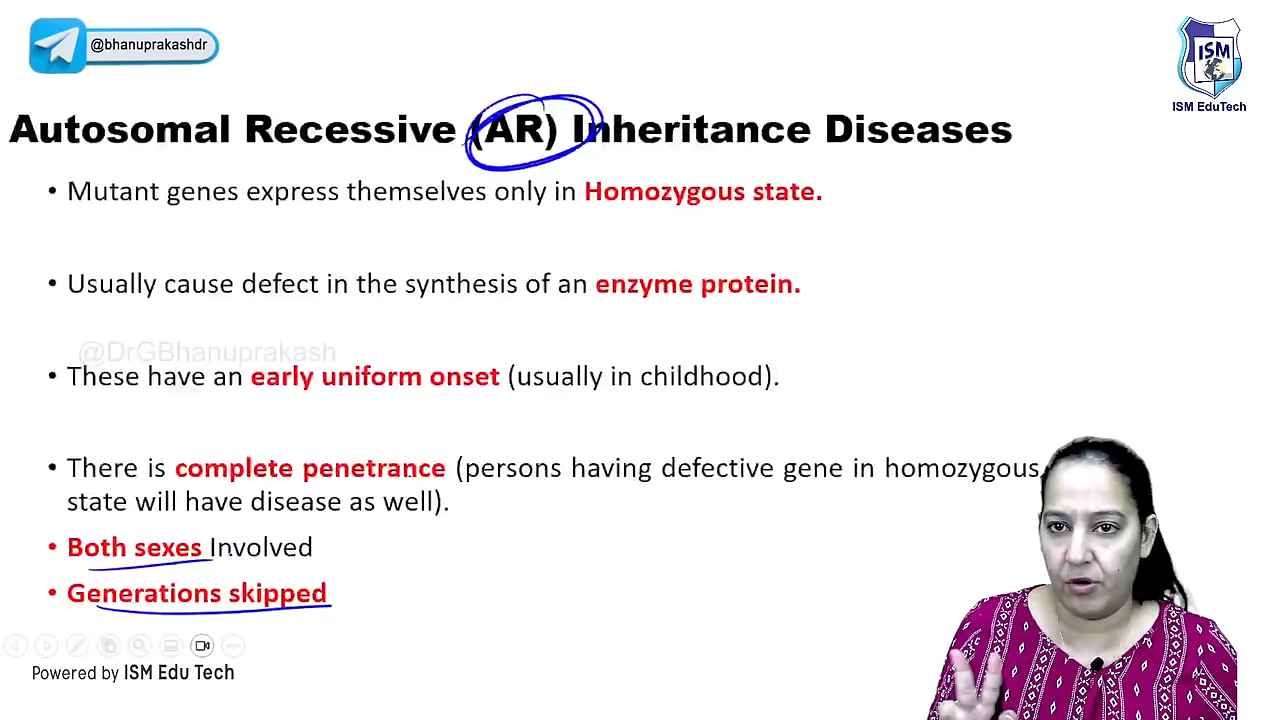 @bhanuprakashdr
ISM
ISM EduTech
Autosomal Recessive (AR) Inheritance Diseases
• Mutant genes express themselves only in Homozygous state.
• Usually cause defect in the synthesis of an enzyme protein.
@DrGBhanuprakash
• These have an early uniform onset (usually in childhood).
• There is complete penetrance (persons having defective gene in homozygous
state will have disease as well).
• Both sexes Involved
• Generations skipped
Powered by ISM Edu Tech